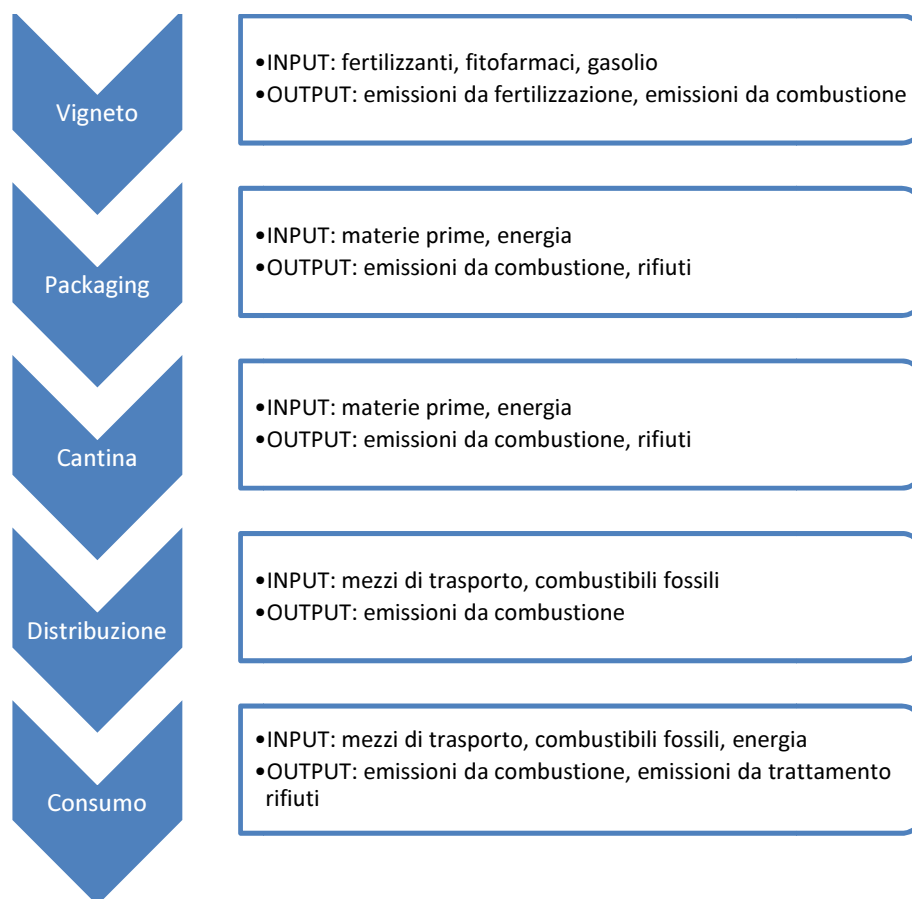 Vigneto
•INPUT: fertilizzanti, fitofarmaci, gasolio
•OUTPUT: emissioni da fertilizzazione, emissioni da combustione
Packaging
•INPUT: materie prime, energia
•OUTPUT: emissioni da combustione, rifiuti
Cantina
•INPUT: materie prime, energia
•OUTPUT: emissioni da combustione, rifiuti
Distribuzione
•INPUT: mezzi di trasporto, combustibili fossili
•OUTPUT: emissioni da combustione
Consumo
•INPUT: mezzi di trasporto, combustibili fossili, energia
•OUTPUT: emissioni da combustione, emissioni da trattamento
rifiuti